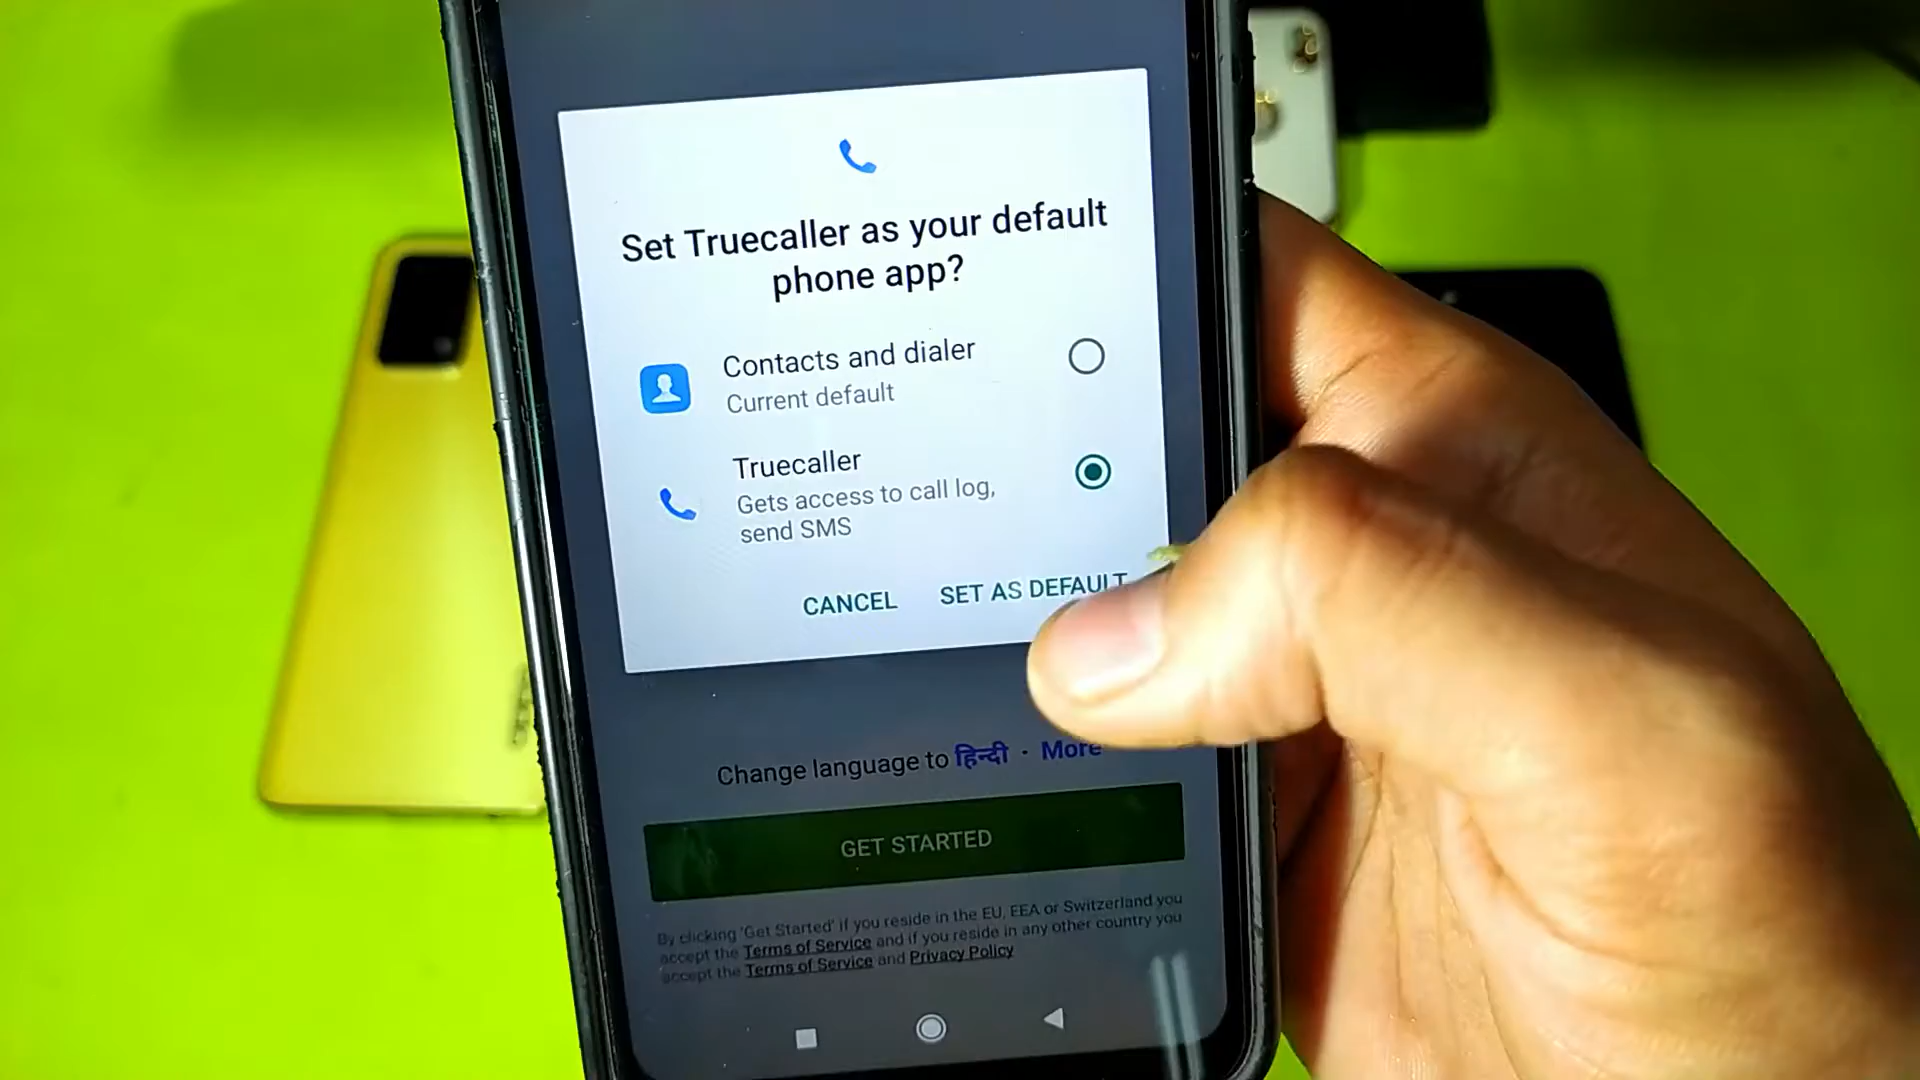 Set Truecaller as your default
phone app?
Contacts and dialer
Current default
Truecaller
Gets access to call log,
send SMS
CANCEL SET AS DEFAULT
Change language to हिन्दी · More
GET STARTED
By clicking 'Get Started' if you reside in the EU, EEA or Switzerland you
accept the Terms of Service and if you reside in any other country you
accept the Terms of Service and Privacy Policy